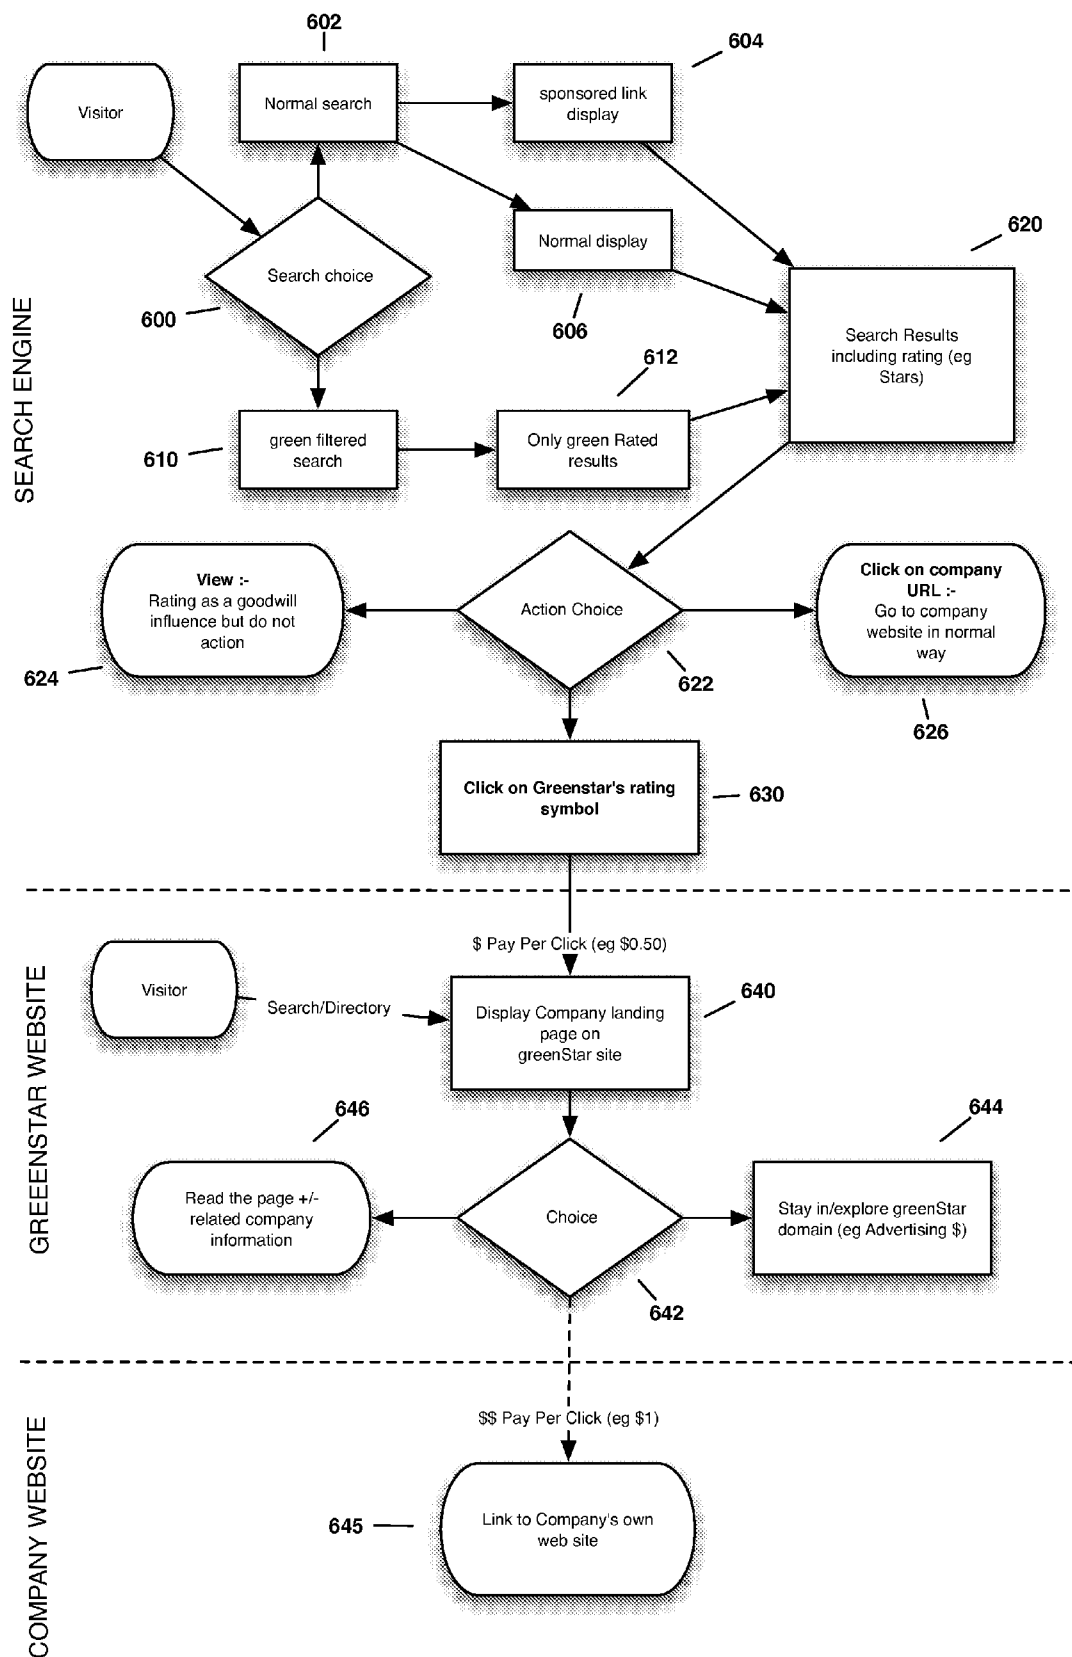 602
604
Visitor
Normal search
sponsored link
display
620
Normal display
Search choice
600
606
612
Search Results
including rating (eg
Stars)
SEARCH ENGINE
610
green filtered
search
Only green Rated
results
View :-
Rating as a goodwill
influence but do not
action
Action Choice
Click on company
URL :-
Go to company
website in normal
way
624
622
626
Click on Greenstar's rating
symbol
630
$ Pay Per Click (eg $0.50)
GREEENSTAR WEBSITE
Visitor
Search/Directory
Display Company landing
page on
greenStar site
640
646
644
Read the page +/-
related company
information
Choice
Stay in/explore greenStar
domain (eg Advertising $)
642
COMPANY WEBSITE
$$ Pay Per Click (eg $1)
645
Link to Company's own
web site